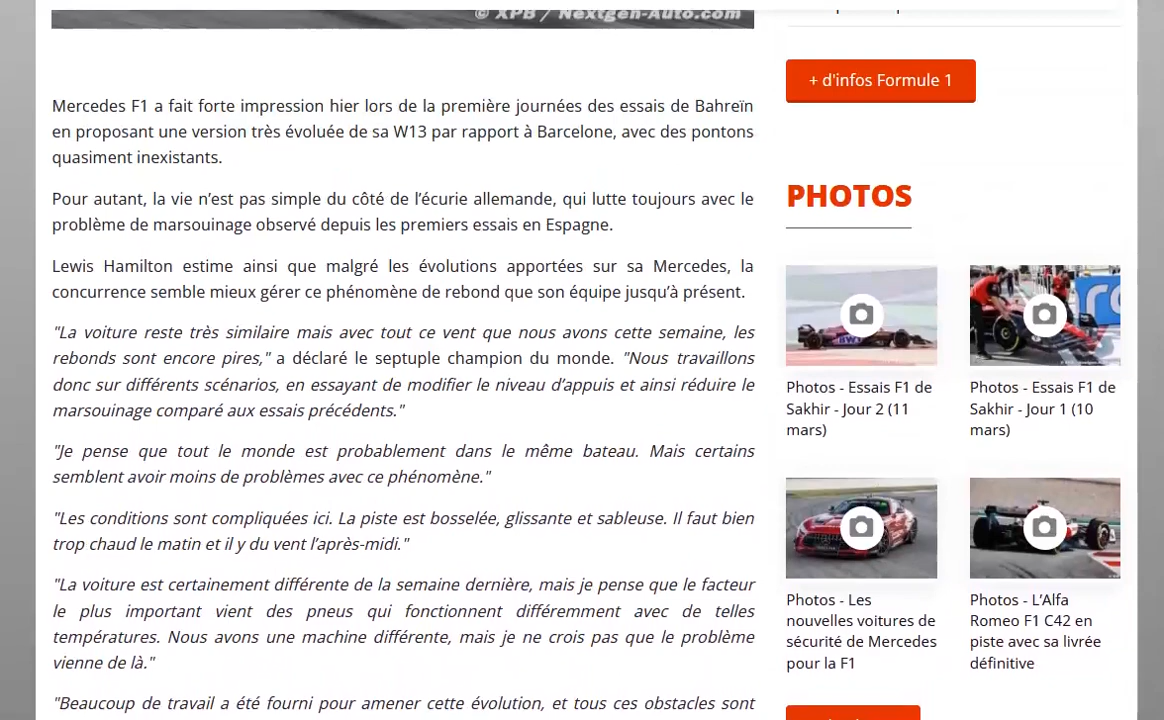 © XPB / Nextgen-Auto.com
Mercedes F1 a fait forte impression hier lors de la première journées des essais de Bahreïn
en proposant une version très évoluée de sa W13 par rapport à Barcelone, avec des pontons
quasiment inexistants.
Pour autant, la vie n’est pas simple du côté de l’écurie allemande, qui lutte toujours avec le
problème de marsouinage observé depuis les premiers essais en Espagne.
Lewis Hamilton estime ainsi que malgré les évolutions apportées sur sa Mercedes, la
concurrence semble mieux gérer ce phénomène de rebond que son équipe jusqu’à présent.
"La voiture reste très similaire mais avec tout ce vent que nous avons cette semaine, les
rebonds sont encore pires," a déclaré le septuple champion du monde. "Nous travaillons
donc sur différents scénarios, en essayant de modifier le niveau d’appuis et ainsi réduire le
marsouinage comparé aux essais précédents."
"Je pense que tout le monde est probablement dans le même bateau. Mais certains
semblent avoir moins de problèmes avec ce phénomène."
"Les conditions sont compliquées ici. La piste est bosselée, glissante et sableuse. Il faut bien
trop chaud le matin et il y du vent l’après-midi."
"La voiture est certainement différente de la semaine dernière, mais je pense que le facteur
le plus important vient des pneus qui fonctionnent différemment avec de telles
températures. Nous avons une machine différente, mais je ne crois pas que le problème
vienne de là."
"Beaucoup de travail a été fourni pour amener cette évolution, et tous ces obstacles sont
+ d'infos Formule 1
PHOTOS
Photos - Essais F1 de
Sakhir - Jour 2 (11
mars)
Photos - Essais F1 de
Sakhir - Jour 1 (10
mars)
Photos - Les
nouvelles voitures de
sécurité de Mercedes
pour la F1
Photos - L’Alfa
Romeo F1 C42 en
piste avec sa livrée
définitive